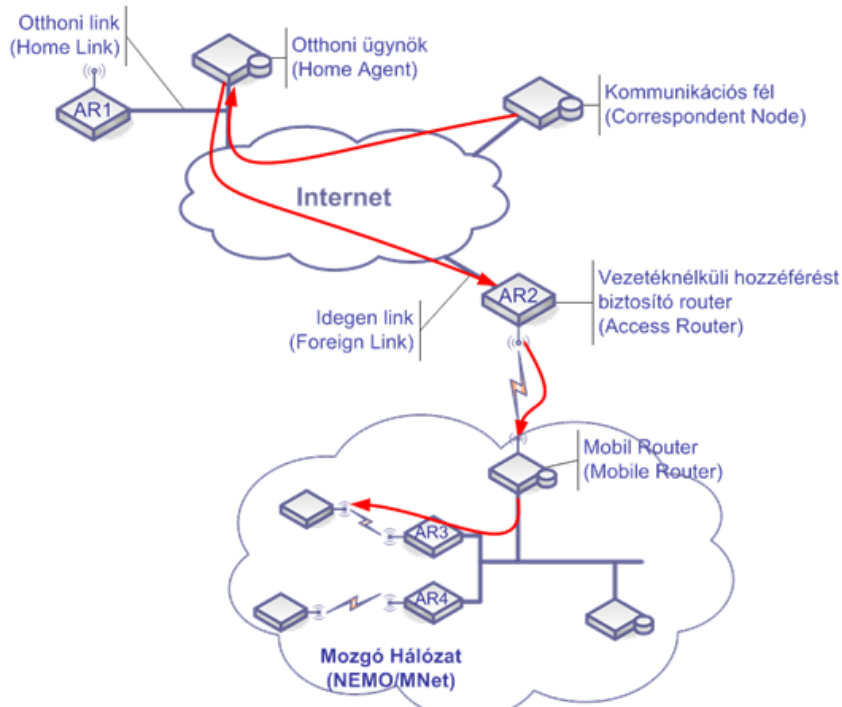 Otthoni link
(Home Link)
Otthoni ügynök
(Home Agent)
AR1
Kommunikációs fél
(Correspondent Node)
Internet
AR2
Vezetéknélküli hozzéférést
biztosító router
(Access Router)
Idegen link
(Foreign Link)
Mobil Router
(Mobile Router)
AR3
AR4
Mozgó Hálózat
(NEMO/MNet)